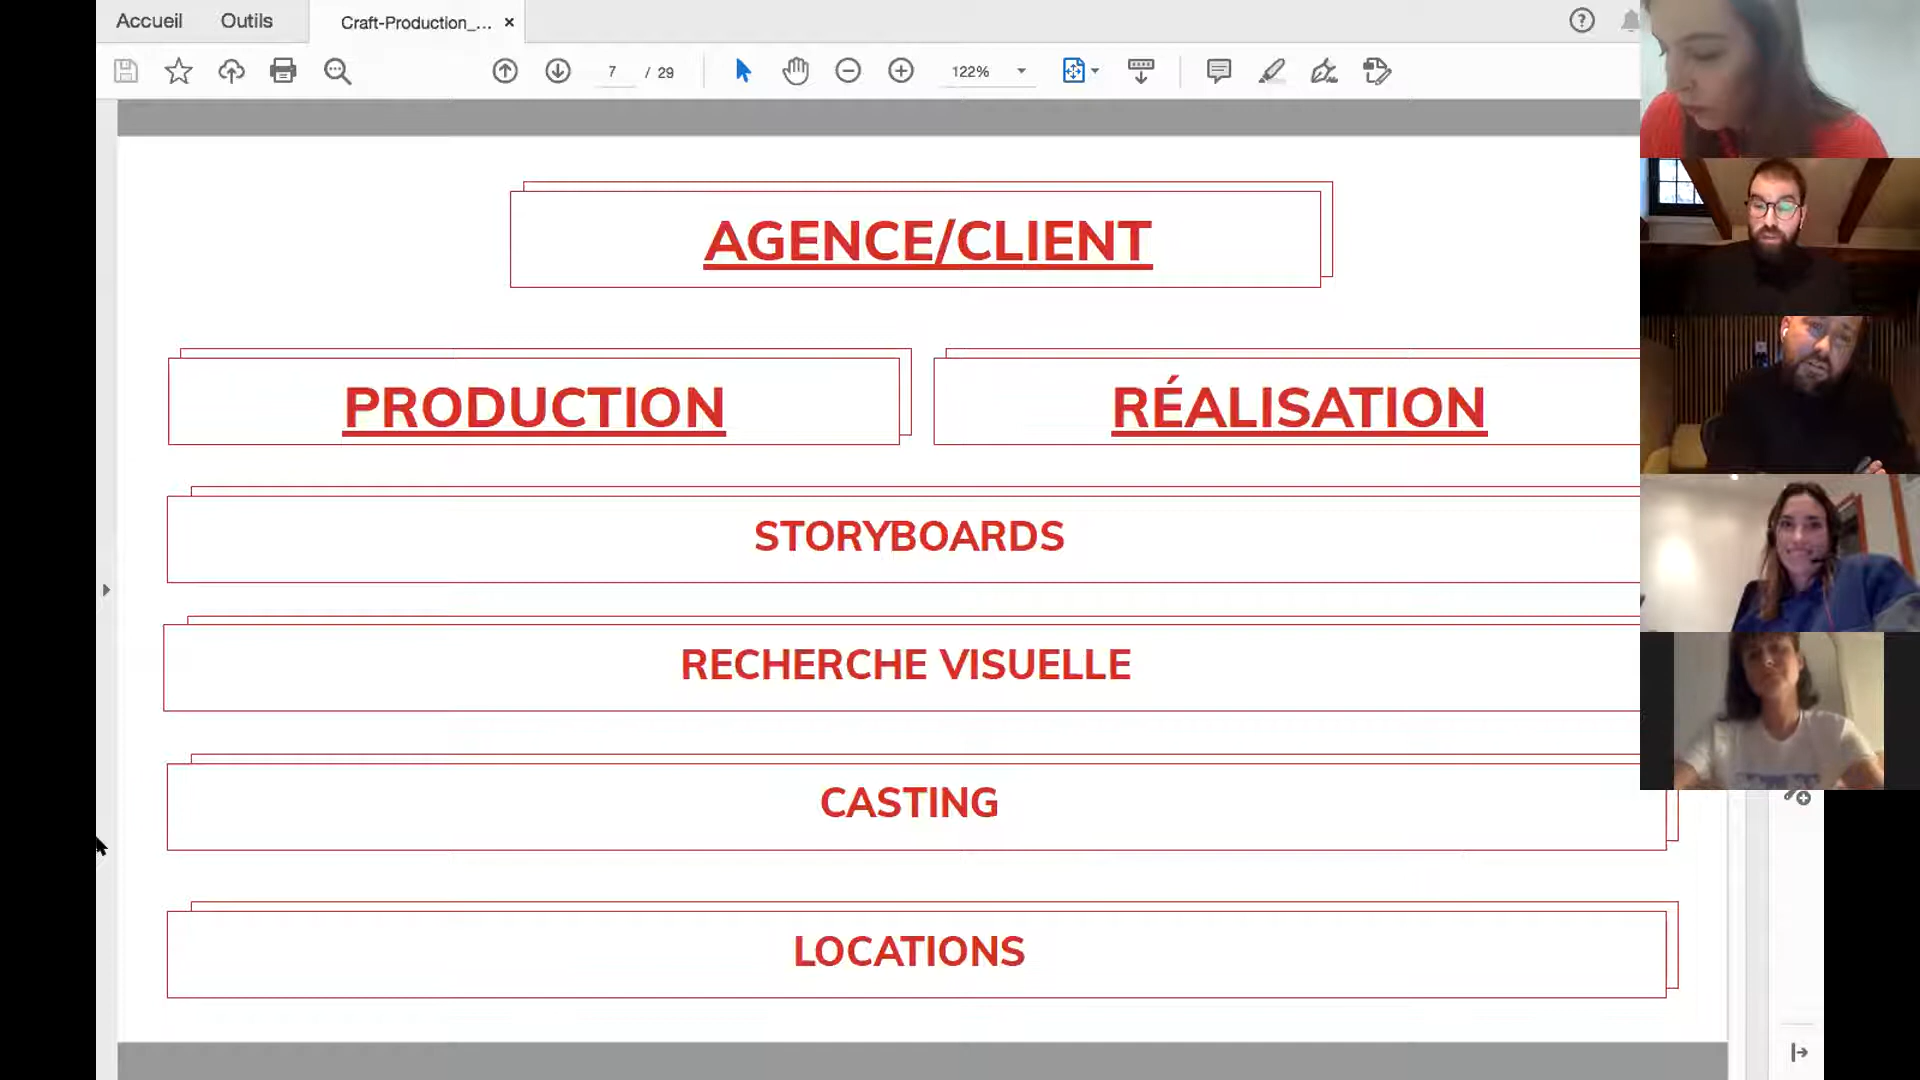 Accueil
Outils
Craft-Production_...
7 / 29
122%
AGENCE/CLIENT
PRODUCTION
RÉALISATION
STORYBOARDS
RECHERCHE VISUELLE
CASTING
LOCATIONS